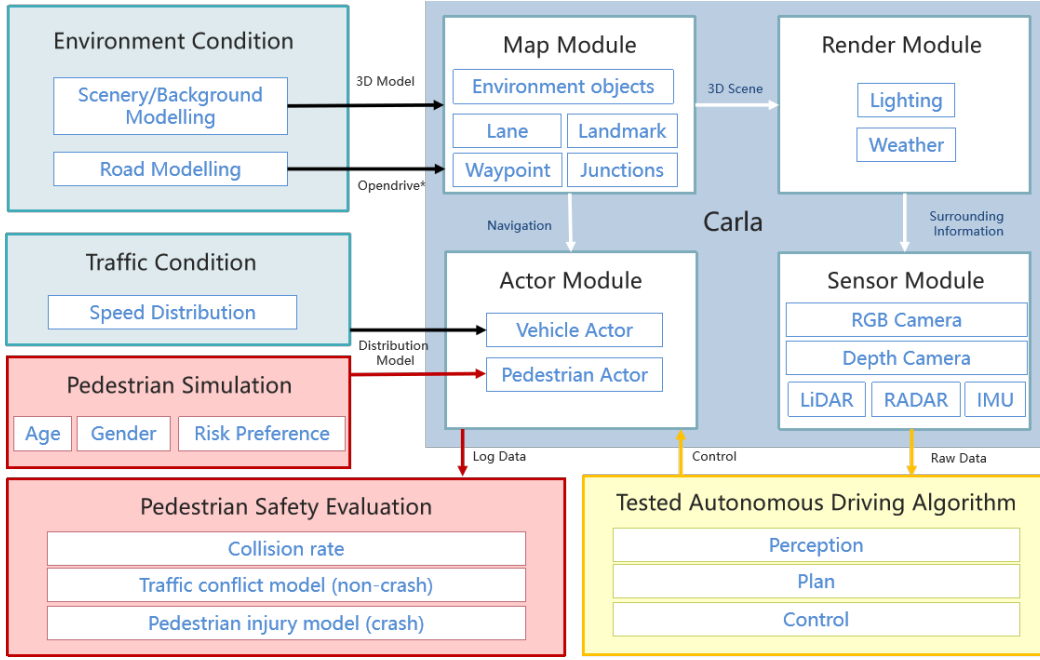 Environment Condition
Scenery/Background
Modelling
Road Modelling
3D Model
Opendrive*
Map Module
Environment objects
Lane
Landmark
Waypoint
Junctions
3D Scene
Render Module
Lighting
Weather
Navigation
Carla
Surrounding
Information
Traffic Condition
Speed Distribution
Distribution
Model
Actor Module
Vehicle Actor
Pedestrian Actor
Sensor Module
RGB Camera
Depth Camera
LiDAR
RADAR
IMU
Pedestrian Simulation
Age
Gender
Risk Preference
Log Data
Control
Raw Data
Pedestrian Safety Evaluation
Collision rate
Traffic conflict model (non-crash)
Pedestrian injury model (crash)
Tested Autonomous Driving Algorithm
Perception
Plan
Control